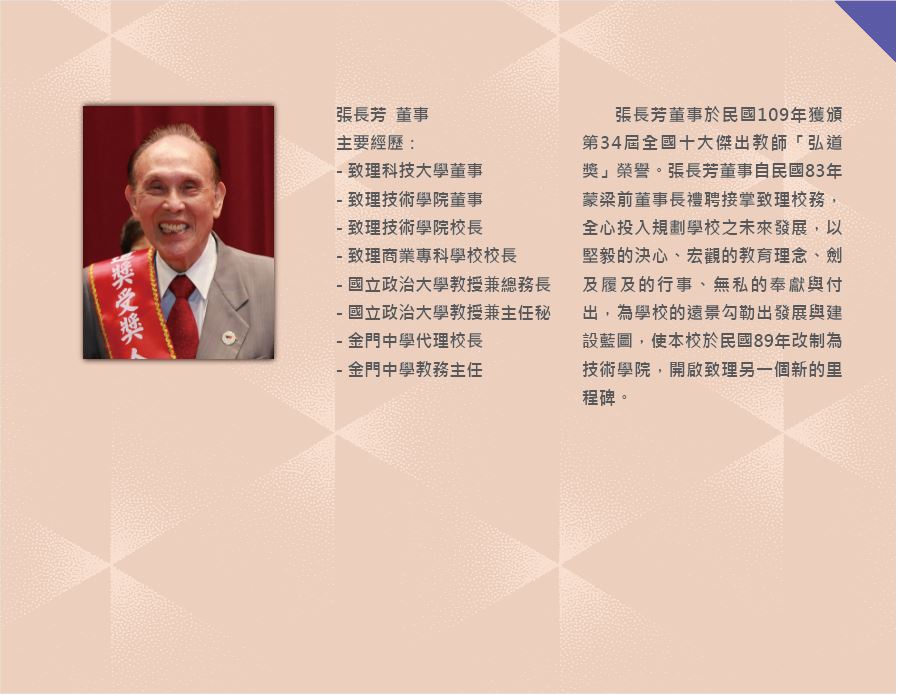 張長芳 董事
主要經歷：
- 致理科技大學董事
- 致理技術學院董事
- 致理技術學院校長
- 致理商業專科學校校長
- 國立政治大學教授兼總務長
- 國立政治大學教授兼主任秘
- 金門中學代理校長
- 金門中學教務主任
張長芳董事於民國109年獲頒
第34屆全國十大傑出教師「弘道
獎」榮譽。張長芳董事自民國83年
蒙梁前董事長禮聘接掌致理校務，
全心投入規劃學校之未來發展，以
堅毅的決心、宏觀的教育理念、劍
及履及的行事、無私的奉獻與付
出，為學校的遠景勾勒出發展與建
設藍圖，使本校於民國89年改制為
技術學院，開啟致理另一個新的里
程碑。
獎受獎人